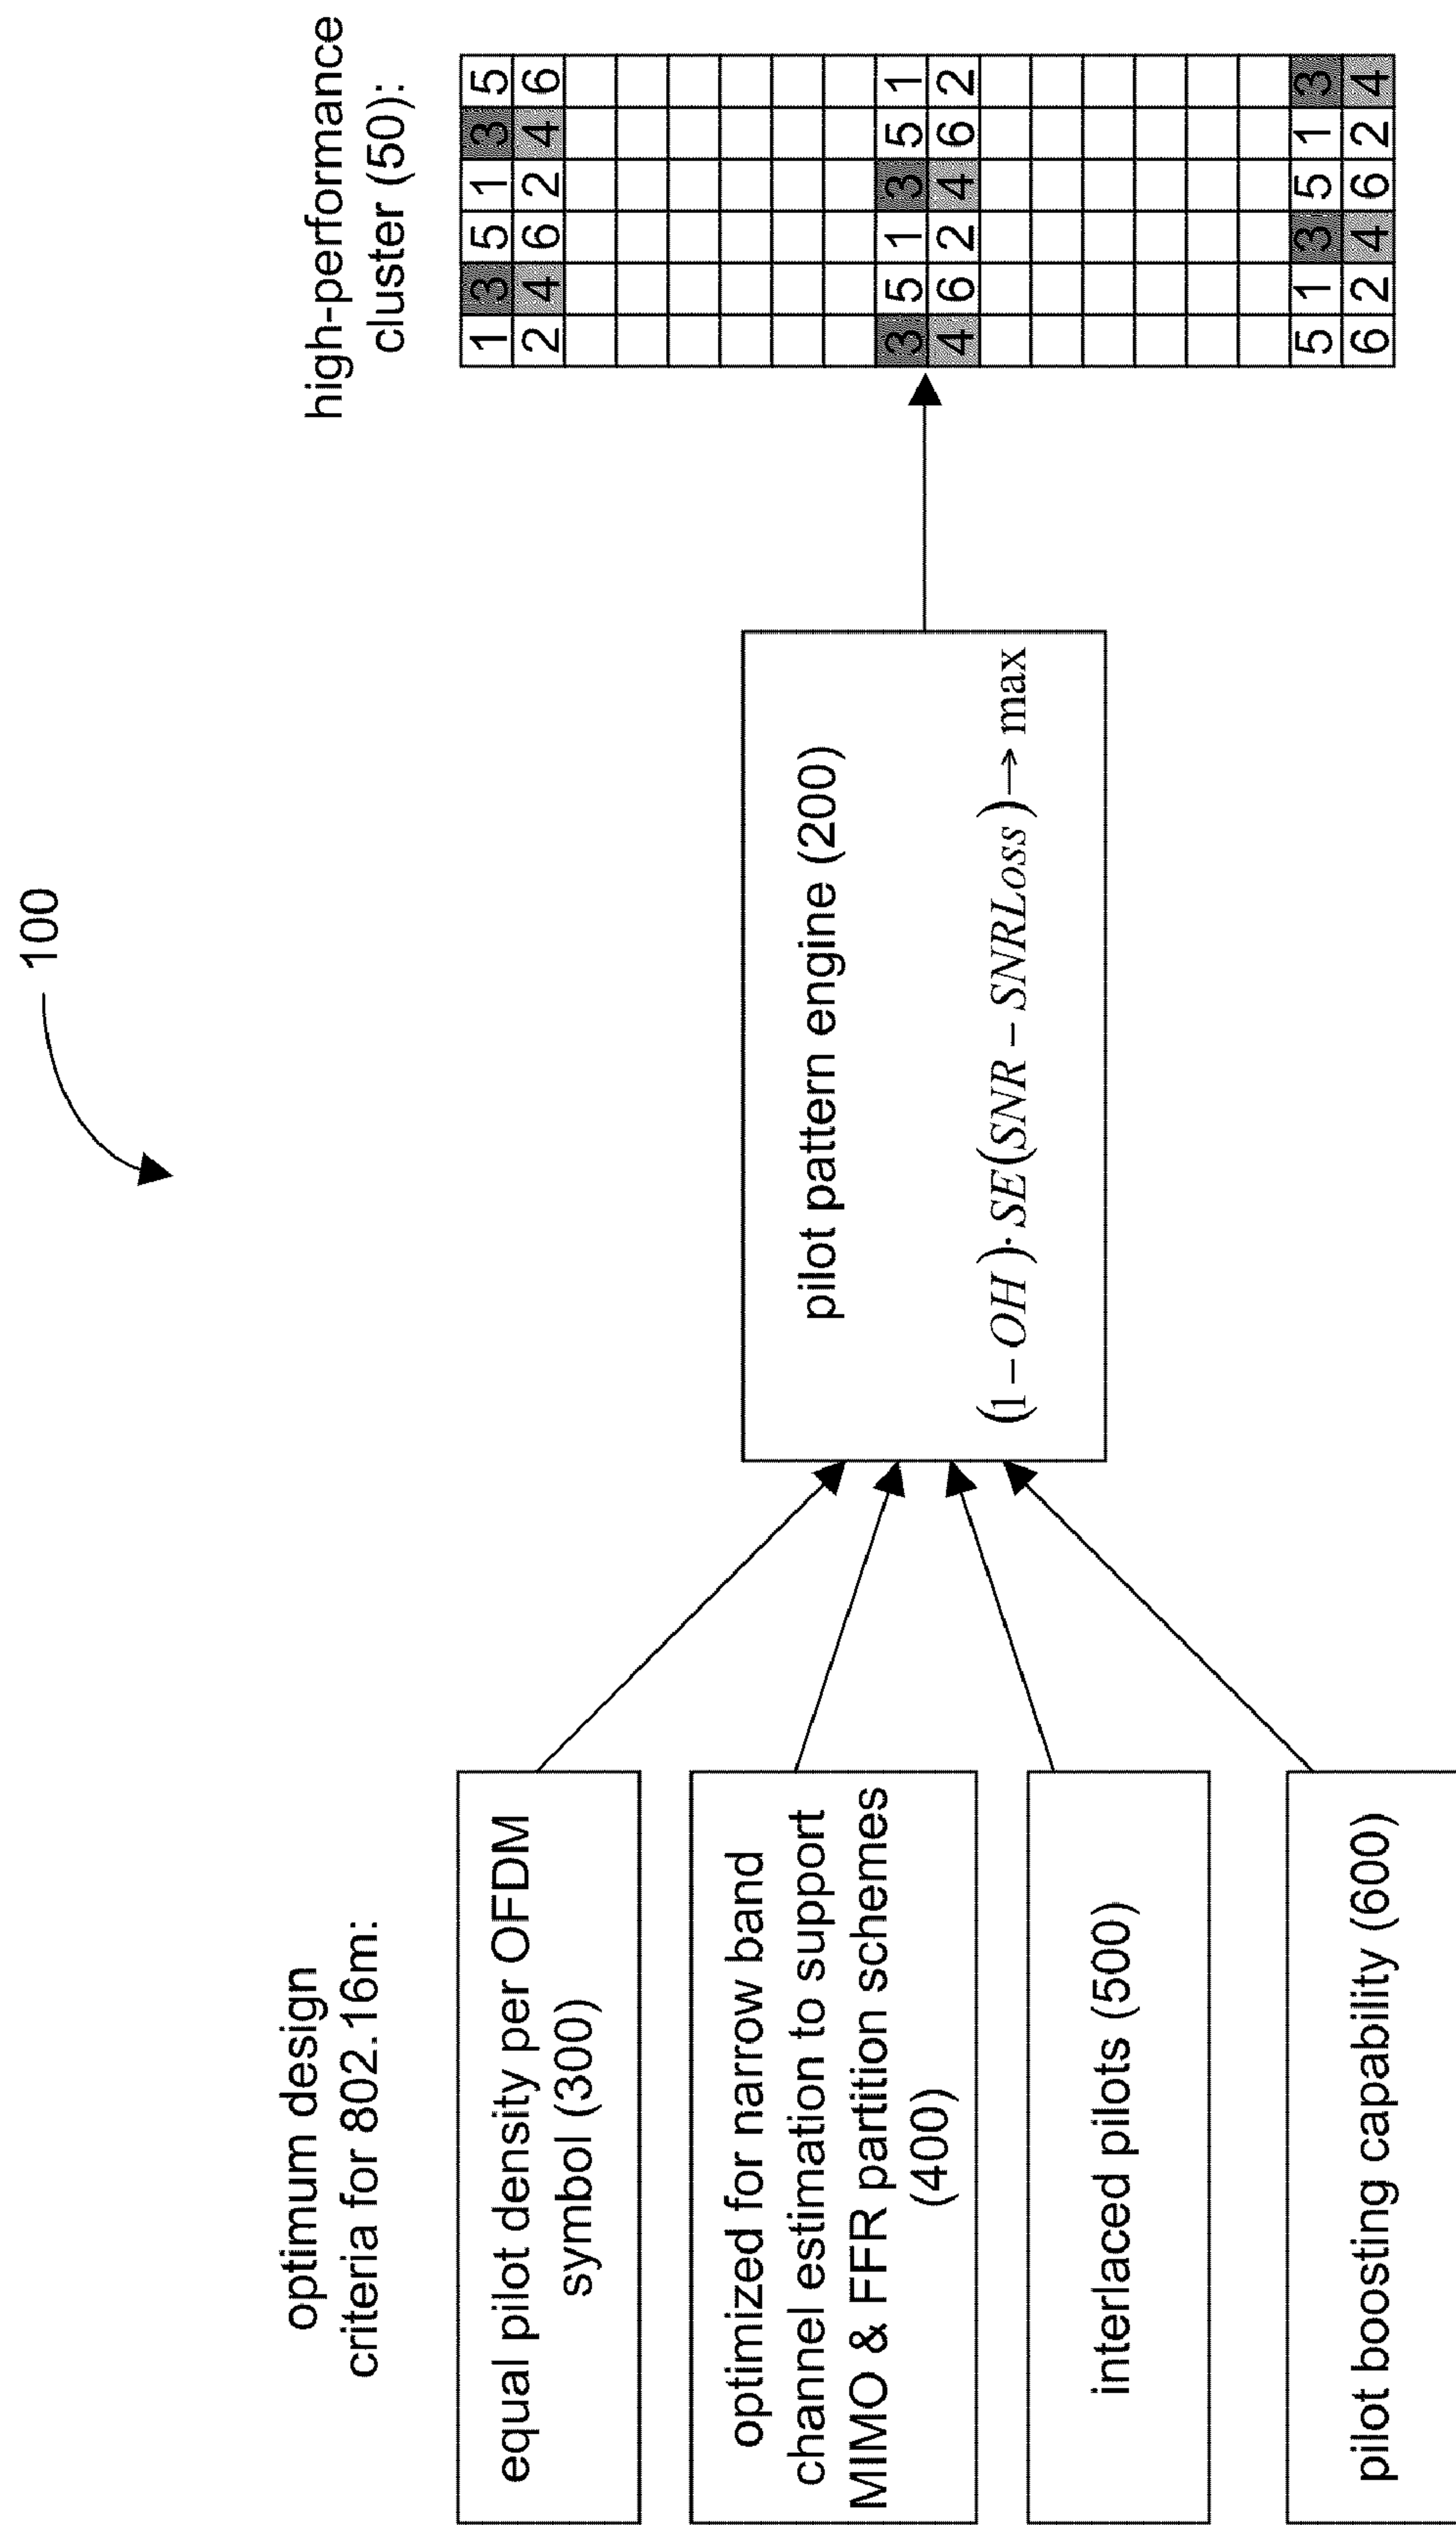 100
optimum design
criteria for 802.16m:
equal pilot density per OFDM
symbol (300)
optimized for narrow band
channel estimation to support
MIMO & FFR partition schemes
(400)
interlaced pilots (500)
pilot boosting capability (600)
pilot pattern engine (200)
(1 – OH)· SE(SNR – SNRLoss) → max
high-performance
cluster (50):
1 3 5 1 3 5
2 4 6 2 4 6
3 5 1 3 5 1
4 6 2 4 6 2
5 1 3 5 1 3
6 2 4 6 2 4